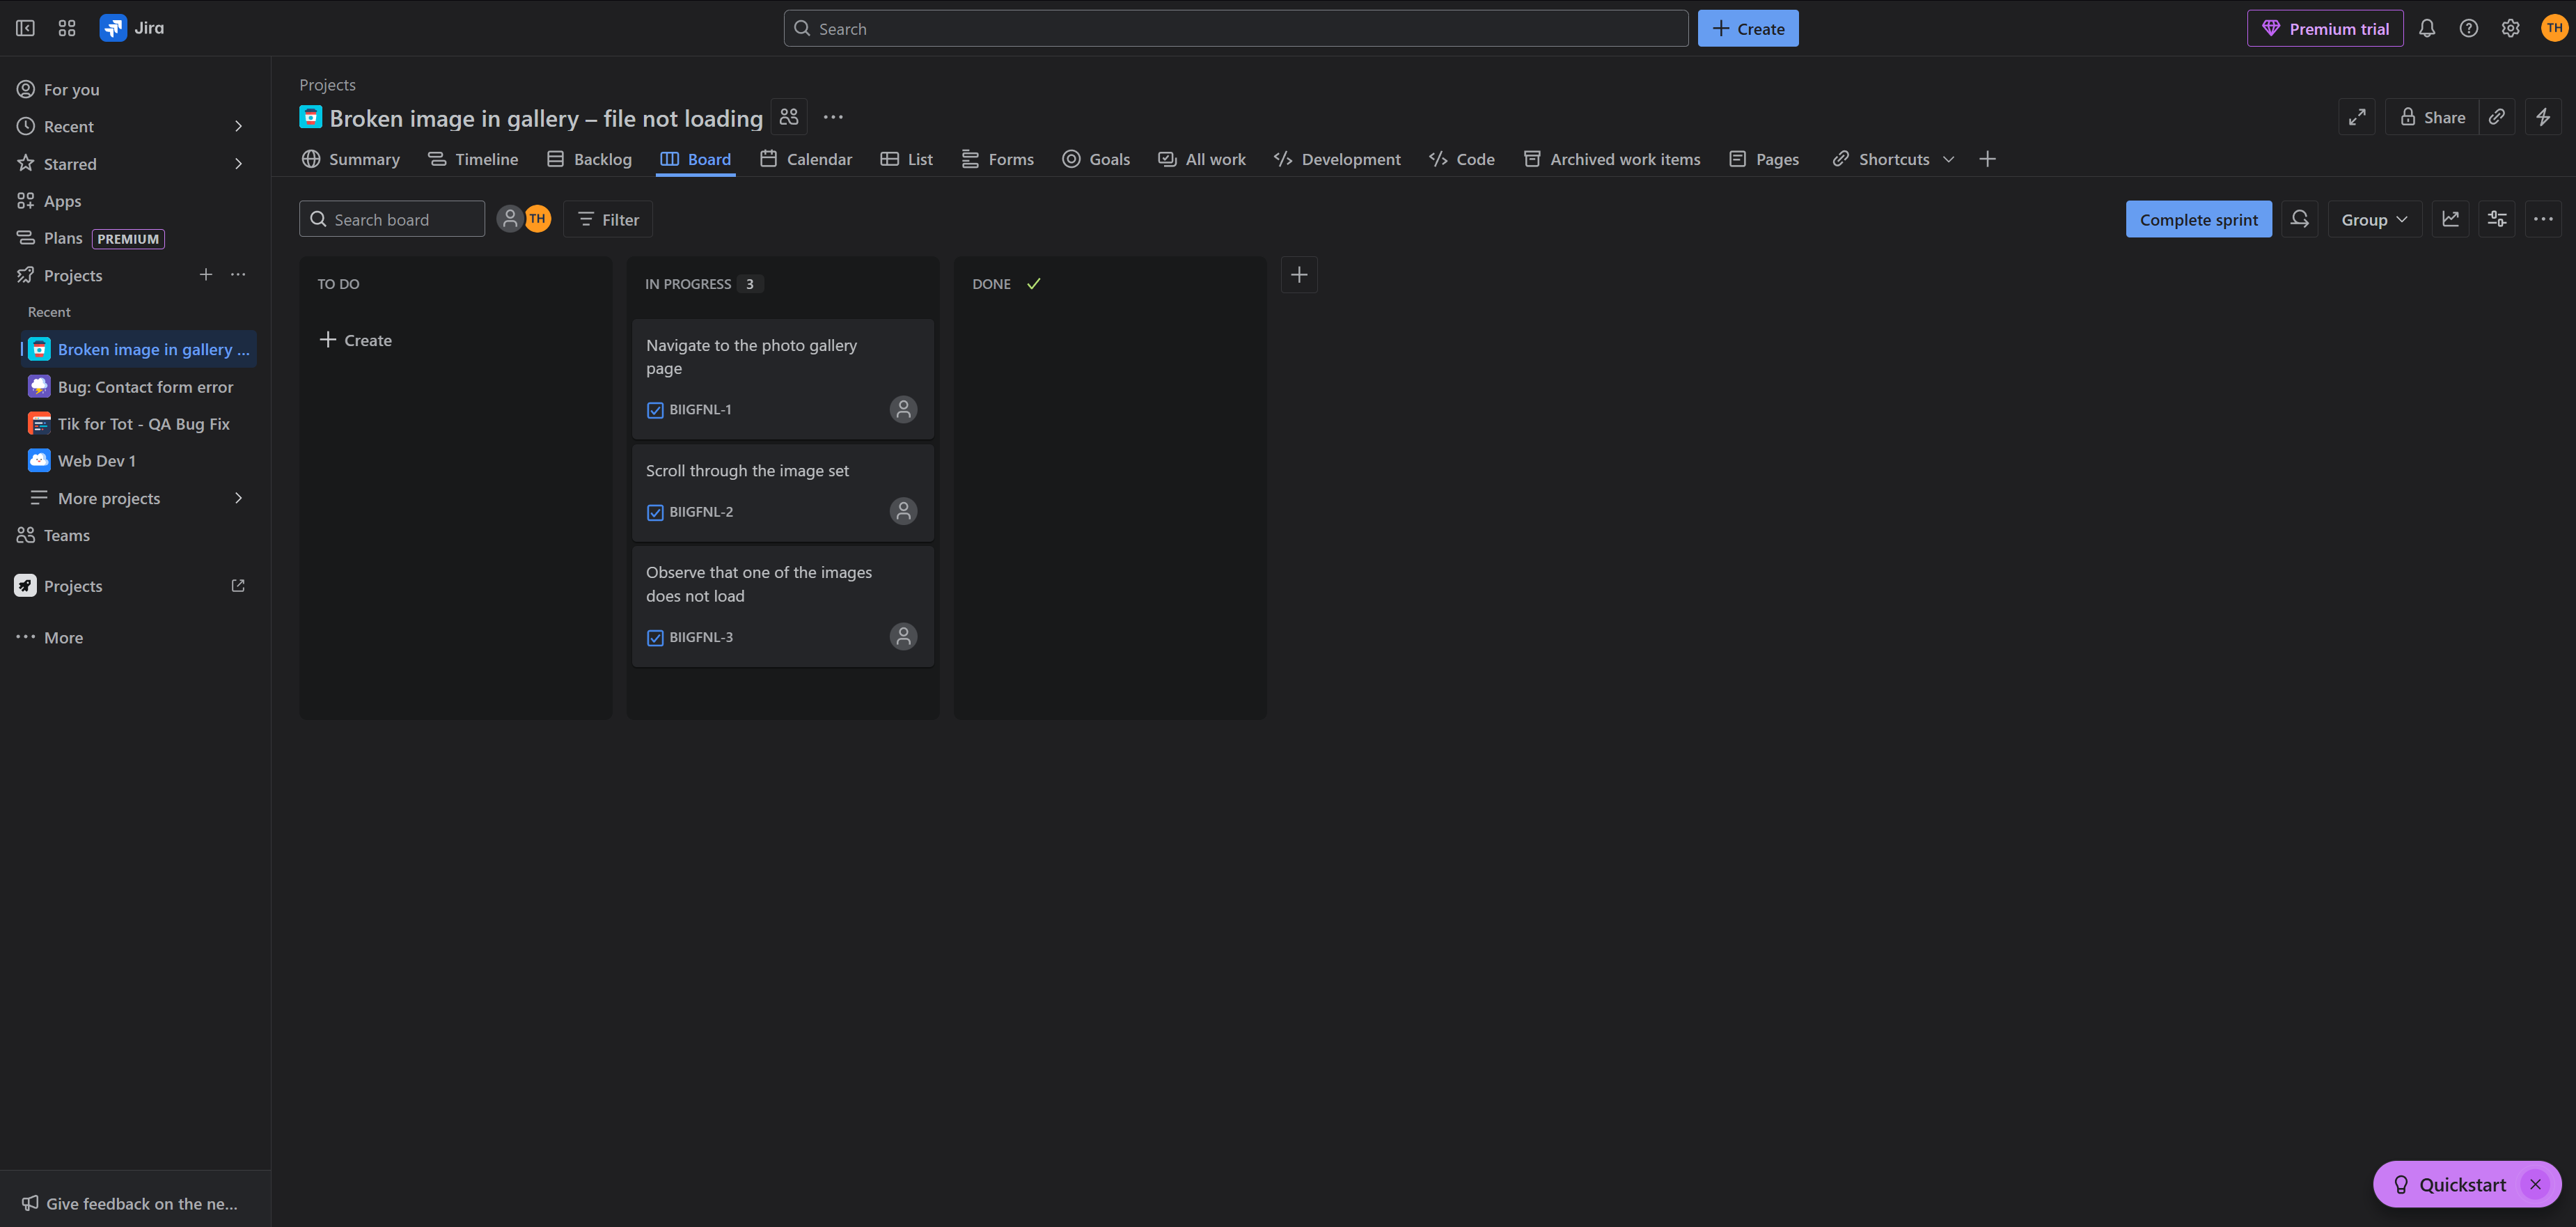 Jira
Search
Create
Premium trial
TH
For you
Recent
Starred
Apps
Plans PREMIUM
Projects
Recent
Broken image in gallery ...
Bug: Contact form error
Tik for Tot - QA Bug Fix
Web Dev 1
More projects
Teams
Projects
More
Give feedback on the ne...
Projects
Broken image in gallery – file not loading
Share
Summary Timeline Backlog Board Calendar List Forms Goals All work Development Code Archived work items Pages Shortcuts
Search board
TH
Filter
Complete sprint
Group
TO DO
Create
IN PROGRESS 3
Navigate to the photo gallery
page
BIIGFNL-1
Scroll through the image set
BIIGFNL-2
Observe that one of the images
does not load
BIIGFNL-3
DONE
Quickstart